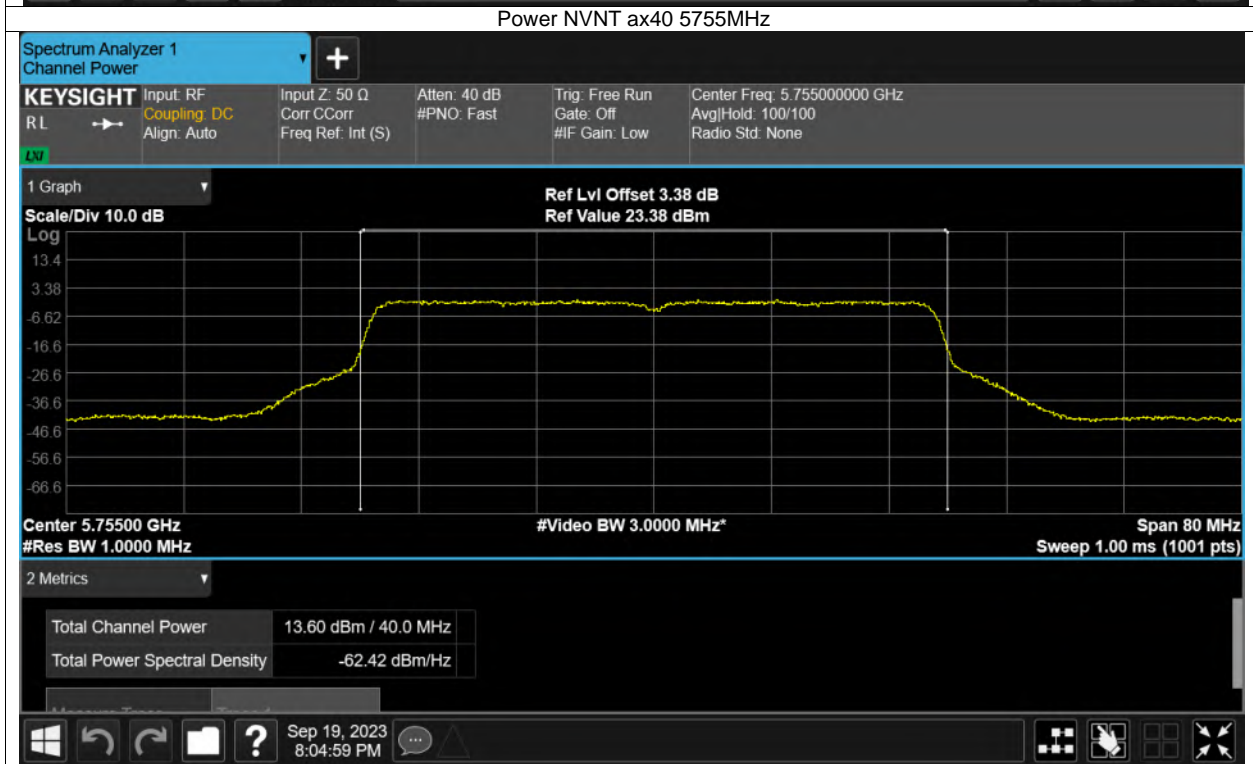 Power NVNT ax40 5755MHz
Spectrum Analyzer 1
Channel Power
KEYSIGHT
RL
LXI
Input: RF
Coupling: DC
Align: Auto
Input Z: 50 Ω
Corr CCorr
Freq Ref: Int (S)
Atten: 40 dB
#PNO: Fast
Trig: Free Run
Gate: Off
#IF Gain: Low
Center Freq: 5.755000000 GHz
Avg|Hold: 100/100
Radio Std: None
1 Graph
Scale/Div 10.0 dB
Ref Lvl Offset 3.38 dB
Ref Value 23.38 dBm
Log
13.4
3.38
-6.62
-16.6
-26.6
-36.6
-46.6
-56.6
-66.6
Center 5.75500 GHz
#Video BW 3.0000 MHz*
Span 80 MHz
#Res BW 1.0000 MHz
Sweep 1.00 ms (1001 pts)
2 Metrics
Total Channel Power 13.60 dBm / 40.0 MHz
Total Power Spectral Density -62.42 dBm/Hz
Sep 19, 2023
8:04:59 PM